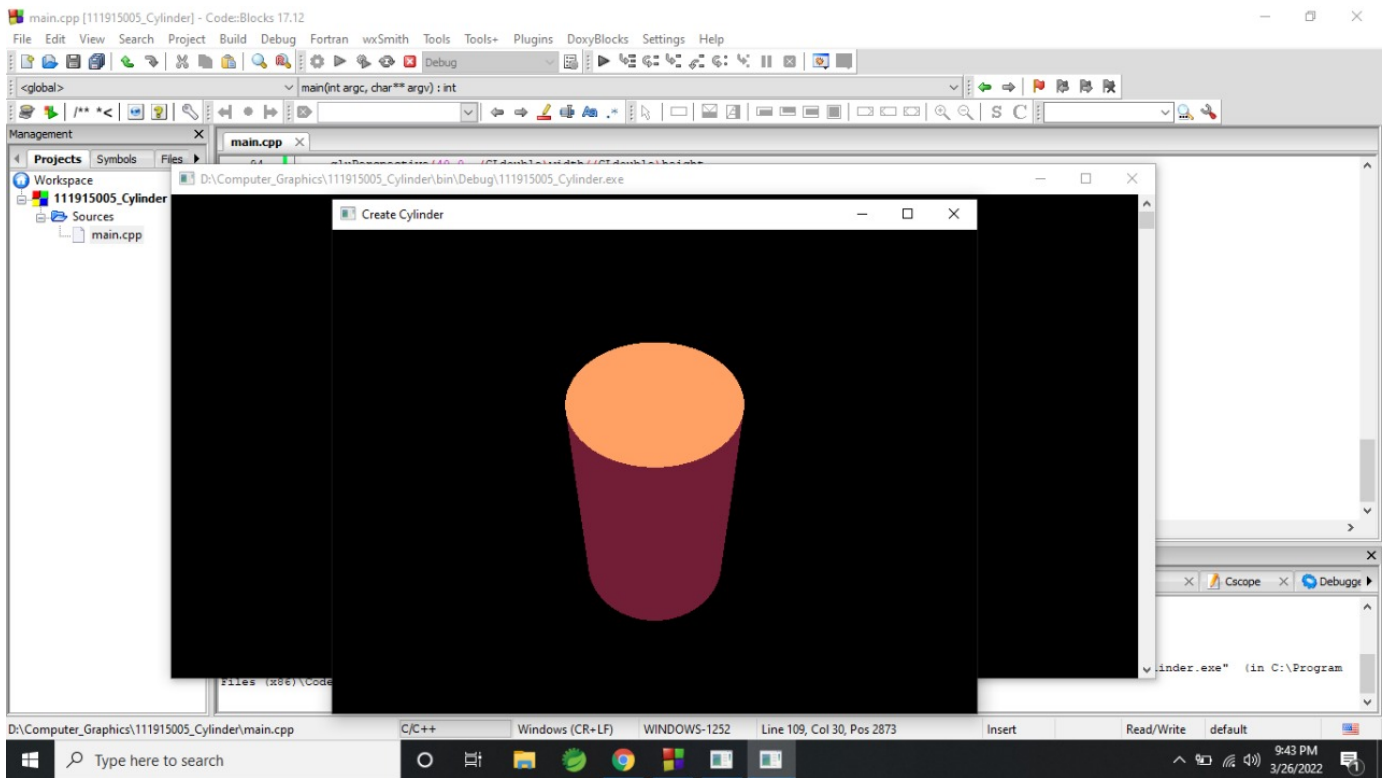 main.cpp [111915005_Cylinder] - Code::Blocks 17.12
File Edit View Search Project Build Debug Fortran wxSmith Tools Tools+ Plugins DoxyBlocks Settings Help
Debug
<global> main(int argc, char** argv) : int
/** *< .* S C
Management
main.cpp
Projects Symbols Files
Workspace
D:\Computer_Graphics\111915005_Cylinder\bin\Debug\111915005_Cylinder.exe
111915005_Cylinder
Create Cylinder
Sources
main.cpp
Cscope Debugge
.inder.exe" (in C:\Program
Files (x86)\Code
D:\Computer_Graphics\111915005_Cylinder\main.cpp C/C++ Windows (CR+LF) WINDOWS-1252 Line 109, Col 30, Pos 2873 Insert Read/Write default
Type here to search
9:43 PM
3/26/2022
1